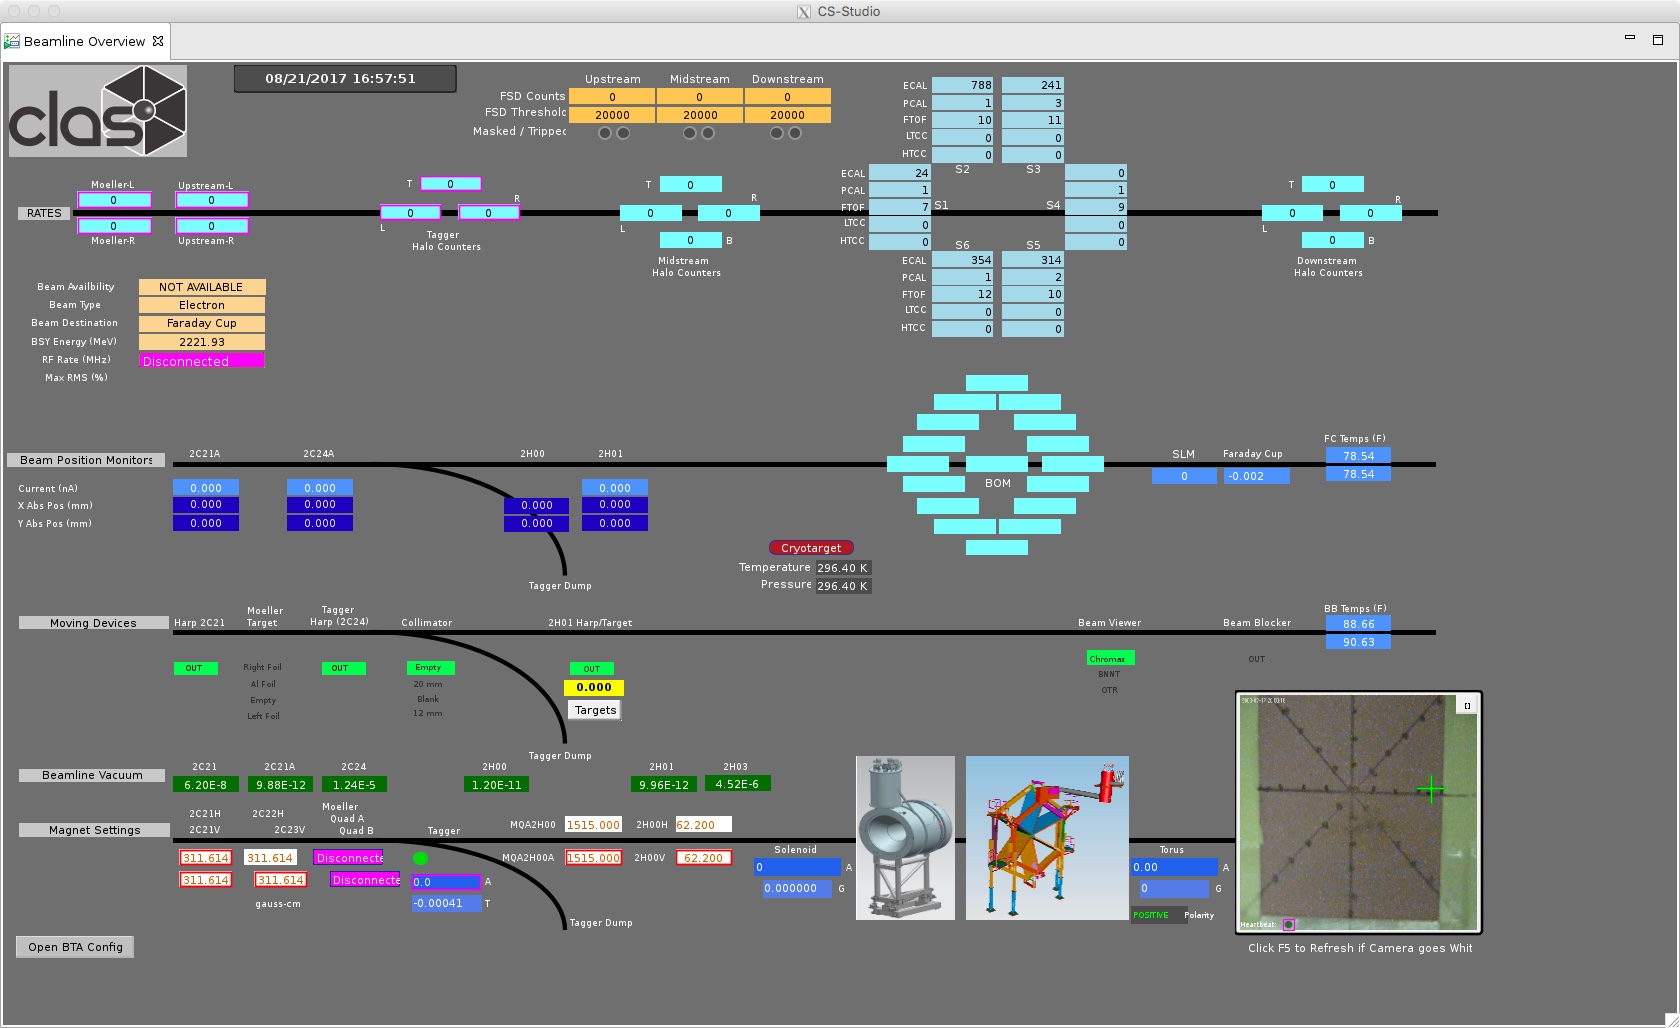 CS-Studio
Beamline Overview
clas
08/21/2017 16:57:51
Upstream Midstream Downstream
FSD Counts 0 0 0
FSD Threshold 20000 20000 20000
Masked / Tripped
ECAL 788 241
PCAL 1 3
FTOF 10 11
LTCC 0 0
HTCC 0 0
S2 S3
ECAL 24 0
PCAL 1 1
FTOF 7 S1 S4 9
LTCC 0 0
HTCC 0 0
S6 S5
ECAL 354 314
PCAL 1 2
FTOF 12 10
LTCC 0 0
HTCC 0 0
RATES
Moeller-L Upstream-L
0 0
0 0
Moeller-R Upstream-R
T 0
R
0 0
L
Tagger
Halo Counters
T 0
R
0 0
L
0 B
Midstream
Halo Counters
T 0
R
0 0
L
0 B
Downstream
Halo Counters
Beam Availbility NOT AVAILABLE
Beam Type Electron
Beam Destination Faraday Cup
BSY Energy (MeV) 2221.93
RF Rate (MHz) Disconnected
Max RMS (%)
Beam Position Monitors
2C21A 2C24A 2H00 2H01
Current (nA) 0.000 0.000 0.000
X Abs Pos (mm) 0.000 0.000 0.000 0.000
Y Abs Pos (mm) 0.000 0.000 0.000 0.000
Tagger Dump
BOM
SLM Faraday Cup
0 -0.002
FC Temps (F)
78.54
78.54
Cryotarget
Temperature 296.40 K
Pressure 296.40 K
Moving Devices
Harp 2C21
OUT
Moeller
Target
Right Foil
Al Foil
Empty
Left Foil
Tagger
Harp (2C24)
OUT
Collimator
Empty
20 mm
Blank
12 mm
2H01 Harp/Target
OUT
0.000
Targets
Tagger Dump
Beam Viewer
Chromax
BNNT
OTR
Beam Blocker
OUT
BB Temps (F)
88.66
90.63
Beamline Vacuum
2C21 2C21A 2C24 2H00 2H01 2H03
6.20E-8 9.88E-12 1.24E-5 1.20E-11 9.96E-12 4.52E-6
Magnet Settings
2C21H 2C22H
2C21V 2C23V
Moeller
Quad A
Quad B
Tagger
311.614 311.614 Disconnecte
311.614 311.614 Disconnecte
gauss-cm
0.0 A
-0.00041 T
MQA2H00 1515.000 2H00H 62.200
MQA2H00A 1515.000 2H00V 62.200
Tagger Dump
Solenoid
0 A
0.000000 G
Torus
0.00 A
0 G
POSITIVE Polarity
Heartbeat:
Click F5 to Refresh if Camera goes Whit
Open BTA Config